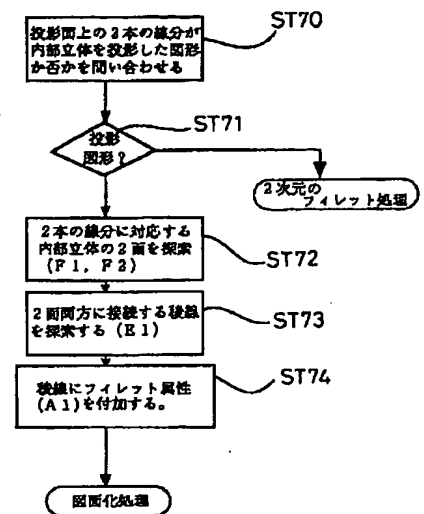 ST70
投影面上の2本の線分が
内部立体を投影した図形
か否かを問い合わせる
ST71
投影
図形?
2次元の
フィレット処理
2本の線分に対応する
内部立体の2面を探索
(F1, F2)
ST72
2面両方に接続する稜線
を探索する (E1)
ST73
稜線にフィレット属性
(A1)を付加する。
ST74
図面化処理